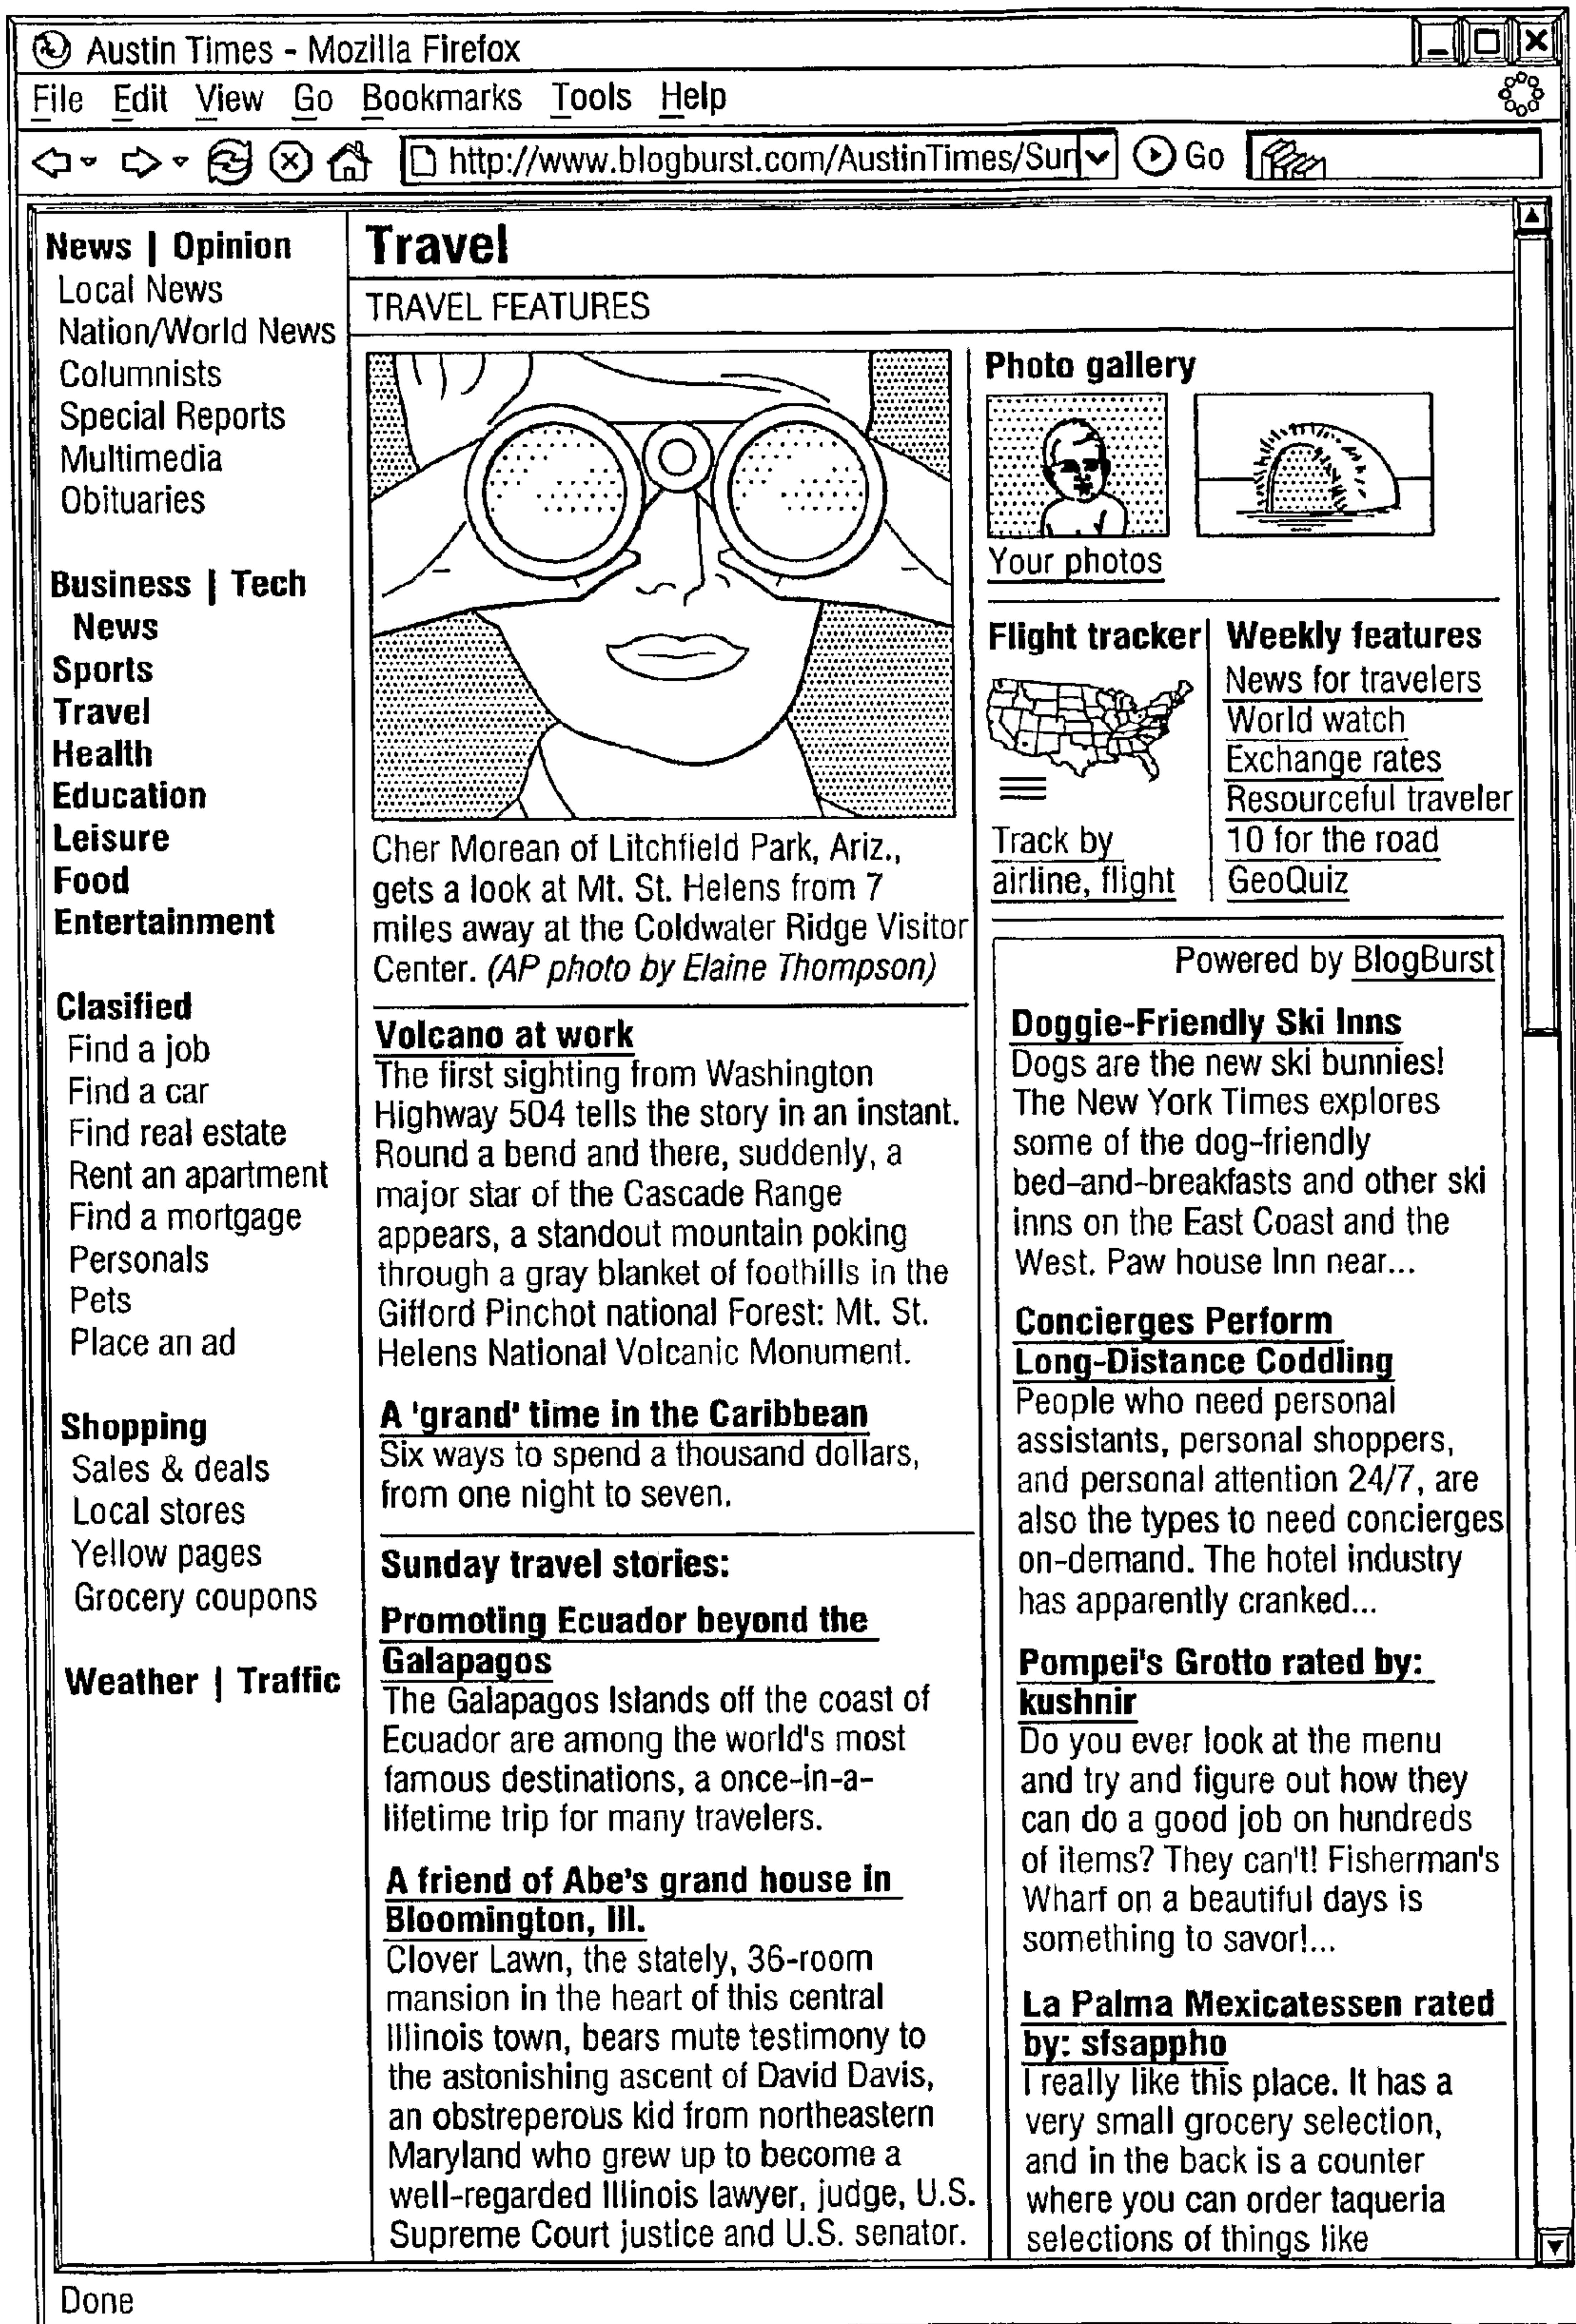 Austin Times - Mozilla Firefox
File Edit View Go Bookmarks Tools Help
http://www.blogburst.com/AustinTimes/Sun
Go
News | Opinion
Local News
Nation/World News
Columnists
Special Reports
Multimedia
Obituaries
Business | Tech
News
Sports
Travel
Health
Education
Leisure
Food
Entertainment
Clasified
Find a job
Find a car
Find real estate
Rent an apartment
Find a mortgage
Personals
Pets
Place an ad
Shopping
Sales & deals
Local stores
Yellow pages
Grocery coupons
Weather | Traffic
Travel
TRAVEL FEATURES
Cher Morean of Litchfield Park, Ariz.,
gets a look at Mt. St. Helens from 7
miles away at the Coldwater Ridge Visitor
Center. (AP photo by Elaine Thompson)
Volcano at work
The first sighting from Washington
Highway 504 tells the story in an instant.
Round a bend and there, suddenly, a
major star of the Cascade Range
appears, a standout mountain poking
through a gray blanket of foothills in the
Gifford Pinchot national Forest: Mt. St.
Helens National Volcanic Monument.
A 'grand' time in the Caribbean
Six ways to spend a thousand dollars,
from one night to seven.
Sunday travel stories:
Promoting Ecuador beyond the
Galapagos
The Galapagos Islands off the coast of
Ecuador are among the world's most
famous destinations, a once-in-a-
lifetime trip for many travelers.
A friend of Abe's grand house in
Bloomington, Ill.
Clover Lawn, the stately, 36-room
mansion in the heart of this central
Illinois town, bears mute testimony to
the astonishing ascent of David Davis,
an obstreperous kid from northeastern
Maryland who grew up to become a
well-regarded Illinois lawyer, judge, U.S.
Supreme Court justice and U.S. senator.
Photo gallery
Your photos
Flight tracker
Track by
airline, flight
Weekly features
News for travelers
World watch
Exchange rates
Resourceful traveler
10 for the road
GeoQuiz
Powered by BlogBurst
Doggie-Friendly Ski Inns
Dogs are the new ski bunnies!
The New York Times explores
some of the dog-friendly
bed-and-breakfasts and other ski
inns on the East Coast and the
West. Paw house Inn near...
Concierges Perform
Long-Distance Coddling
People who need personal
assistants, personal shoppers,
and personal attention 24/7, are
also the types to need concierges
on-demand. The hotel industry
has apparently cranked...
Pompei's Grotto rated by:
kushnir
Do you ever look at the menu
and try and figure out how they
can do a good job on hundreds
of items? They can't! Fisherman's
Wharf on a beautiful days is
something to savor!...
La Palma Mexicatessen rated
by: sfsappho
I really like this place. It has a
very small grocery selection,
and in the back is a counter
where you can order taqueria
selections of things like
Done